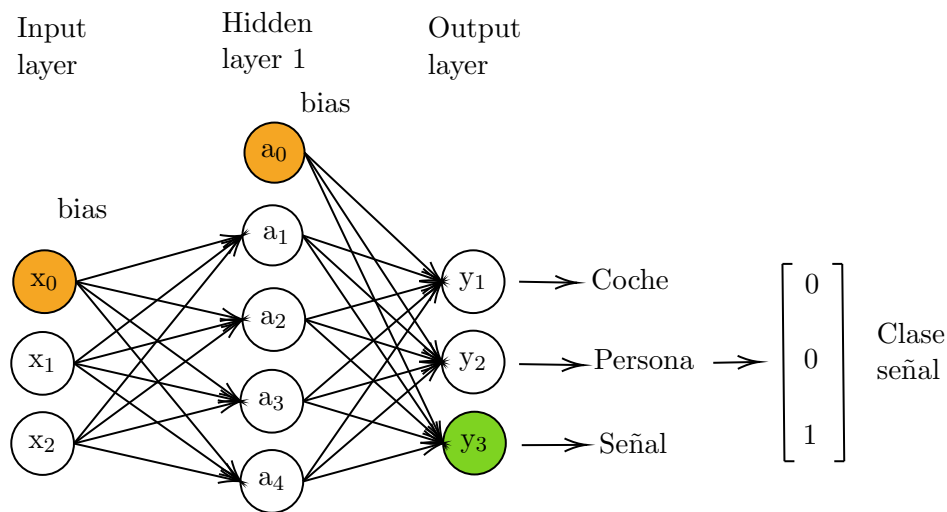 Input
layer
Hidden
layer 1
Output
layer
bias
a0
bias
a1
x0
y1
Coche
0
a2
x1
y2
Persona
0
Clase
señal
a3
x2
y3
Señal
1
a4